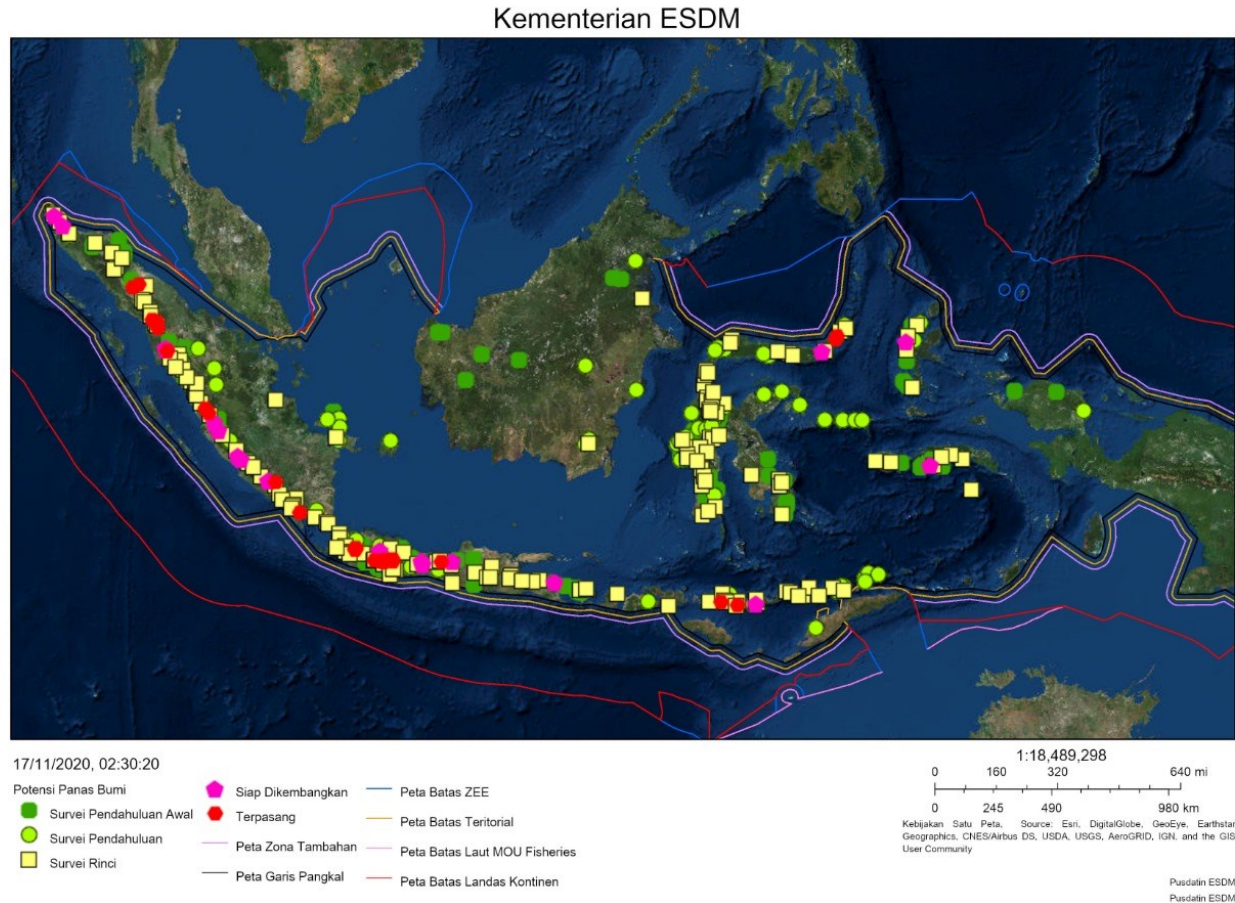 Kementerian ESDM
17/11/2020, 02:30:20
Potensi Panas Bumi
Survei Pendahuluan Awal
Survei Pendahuluan
Survei Rinci
Siap Dikembangkan
Terpasang
Peta Zona Tambahan
Peta Garis Pangkal
Peta Batas ZEE
Peta Batas Teritorial
Peta Batas Laut MOU Fisheries
Peta Batas Landas Kontinen
1:18,489,298
0 160 320 640 mi
0 245 490 980 km
Kebijakan Satu Peta, Source: Esri, DigitalGlobe, GeoEye, Earthstar
Geographics, CNES/Airbus DS, USDA, USGS, AeroGRID, IGN, and the GIS
User Community
Pusdatin ESDM
Pusdatin ESDM